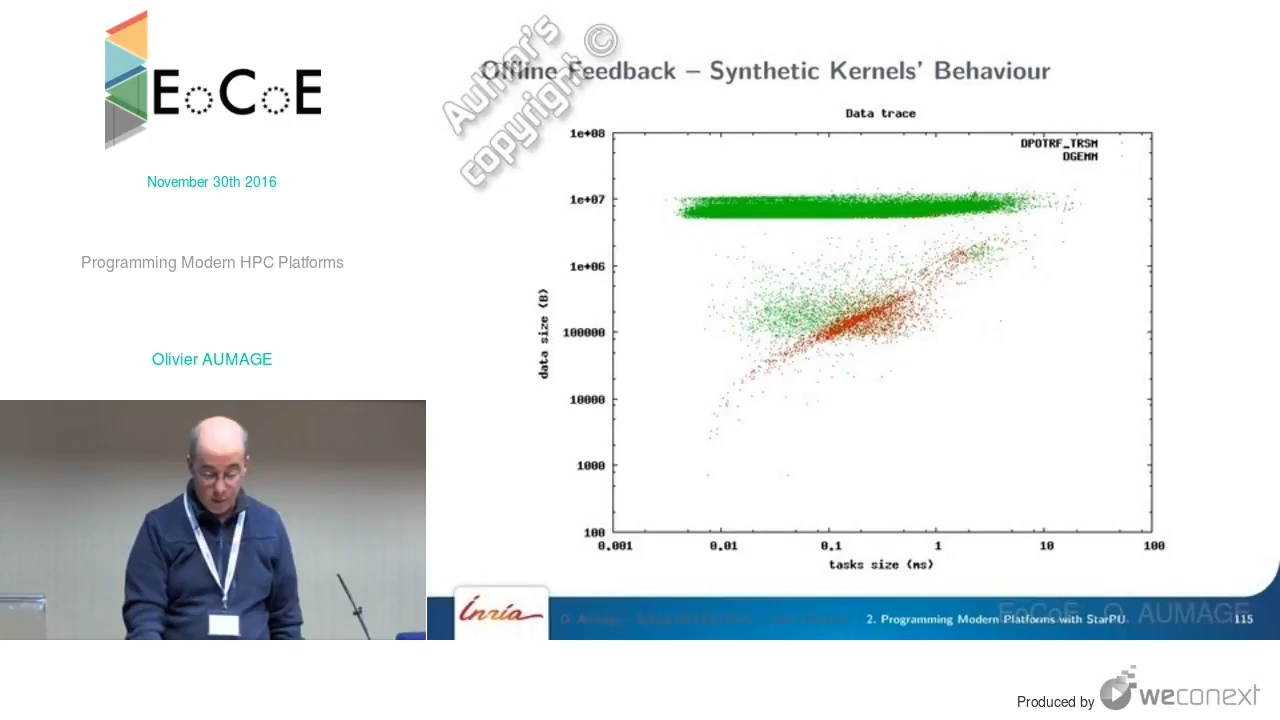 EoCoE
November 30th 2016
Programming Modern HPC Platforms
Olivier AUMAGE
Author's
copyright ©
Offline Feedback – Synthetic Kernels' Behaviour
Data trace
DPOTRF_TRSM
DGEMM
1e+08
1e+07
1e+06
100000
10000
1000
100
data size (B)
0.001 0.01 0.1 1 10 100
tasks size (ms)
Inria
EoCoE O. AUMAGE
2. Programming Modern Platforms with StarPU
115
Produced by weconext